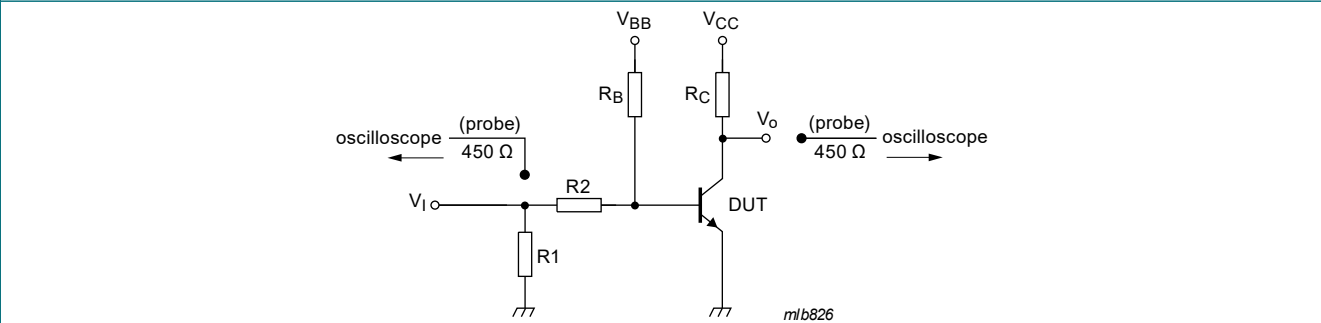 VBB
VCC
RB
RC
Vo
(probe)
450 Ω
oscilloscope
(probe)
450 Ω
oscilloscope
VI
R2
DUT
R1
mlb826